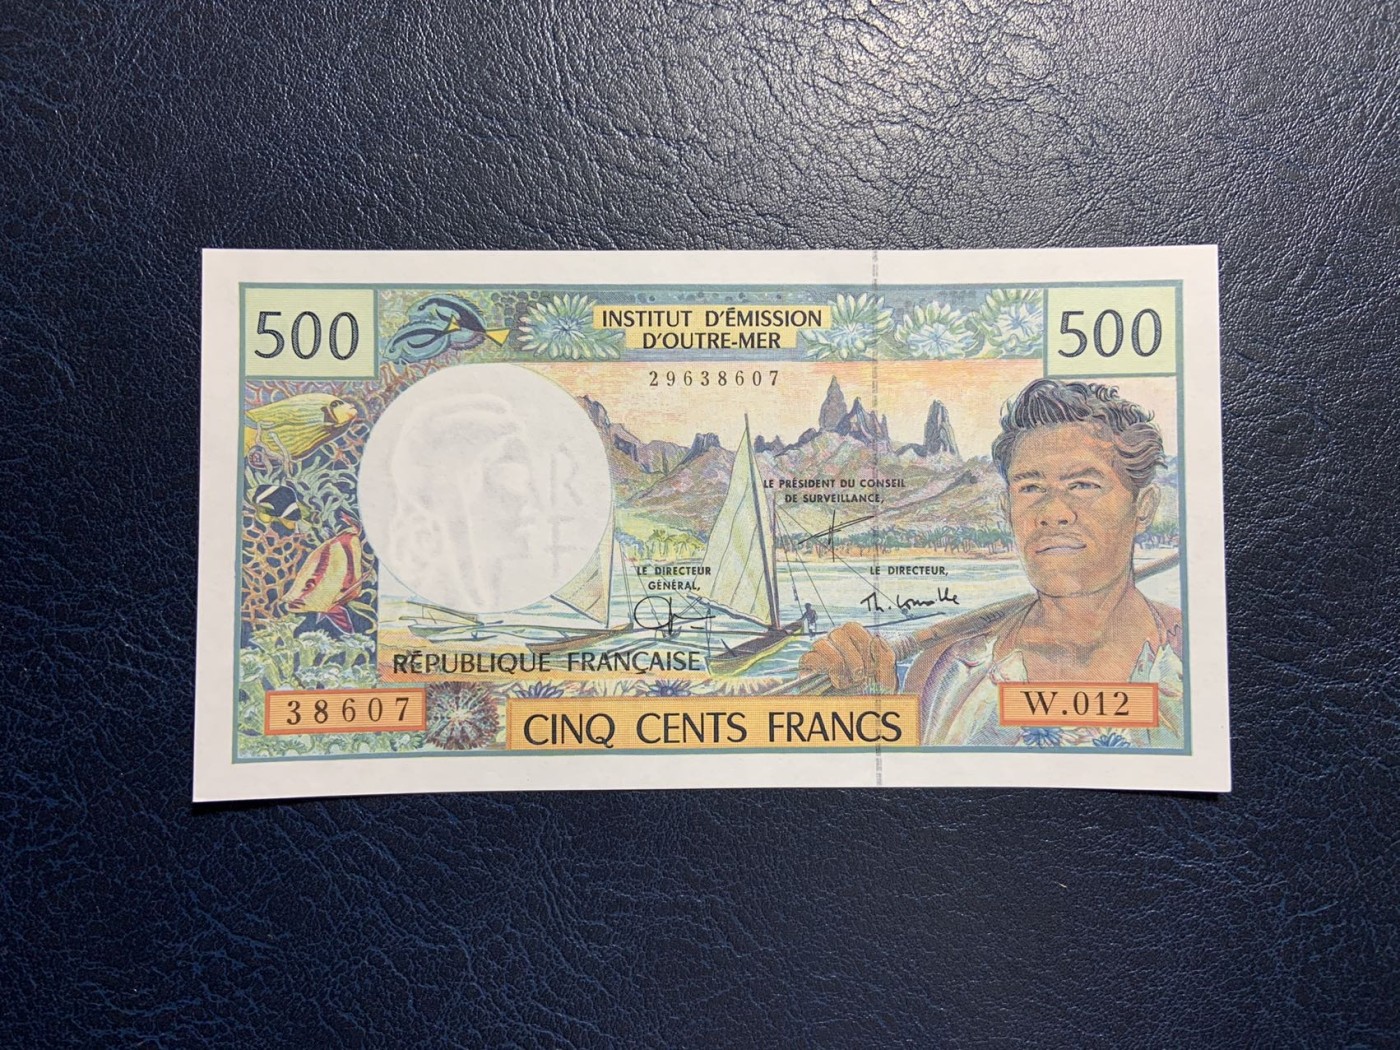 500
INSTITUT D'ÉMISSION
D'OUTRE-MER
500
29638607
LE PRÉSIDENT DU CONSEIL
DE SURVEILLANCE,
LE DIRECTEUR
GÉNÉRAL,
LE DIRECTEUR,
RÉPUBLIQUE FRANÇAISE
38607
CINQ CENTS FRANCS
W.012